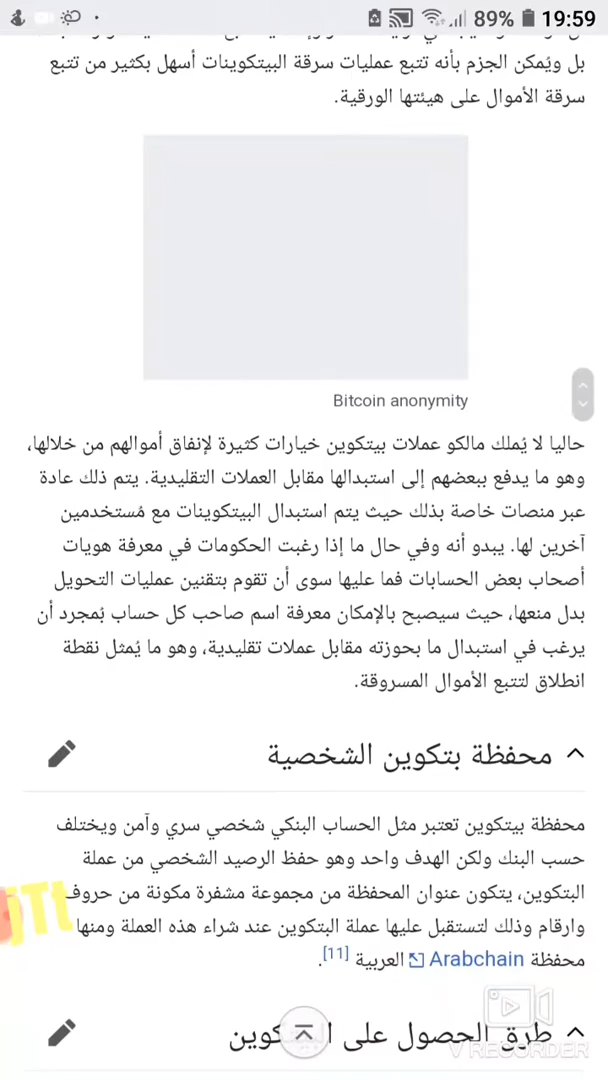 89% 19:59
بل ويُمكن الجزم بأنه تتبع عمليات سرقة البيتكوينات أسهل بكثير من تتبع
سرقة الأموال على هيئتها الورقية.
Bitcoin anonymity
حاليا لا يُملك مالكو عملات بيتكوين خيارات كثيرة لإنفاق أموالهم من خلالها،
وهو ما يدفع ببعضهم إلى استبدالها مقابل العملات التقليدية. يتم ذلك عادة
عبر منصات خاصة بذلك حيث يتم استبدال البيتكوينات مع مُستخدمين
آخرين لها. يبدو أنه وفي حال ما إذا رغبت الحكومات في معرفة هويات
أصحاب بعض الحسابات فما عليها سوى أن تقوم بتقنين عمليات التحويل
بدل منعها، حيث سيصبح بالإمكان معرفة اسم صاحب كل حساب بُمجرد أن
يرغب في استبدال ما بحوزته مقابل عملات تقليدية، وهو ما يُمثل نقطة
انطلاق لتتبع الأموال المسروقة.
محفظة بتكوين الشخصية
محفظة بيتكوين تعتبر مثل الحساب البنكي شخصي سري وآمن ويختلف
حسب البنك ولكن الهدف واحد وهو حفظ الرصيد الشخصي من عملة
البتكوين، يتكون عنوان المحفظة من مجموعة مشفرة مكونة من حروف
وارقام وذلك لتستقبل عليها عملة البتكوين عند شراء هذه العملة ومنها
محفظة Arabchain العربية [11].
طرق الحصول على
V RECORDER